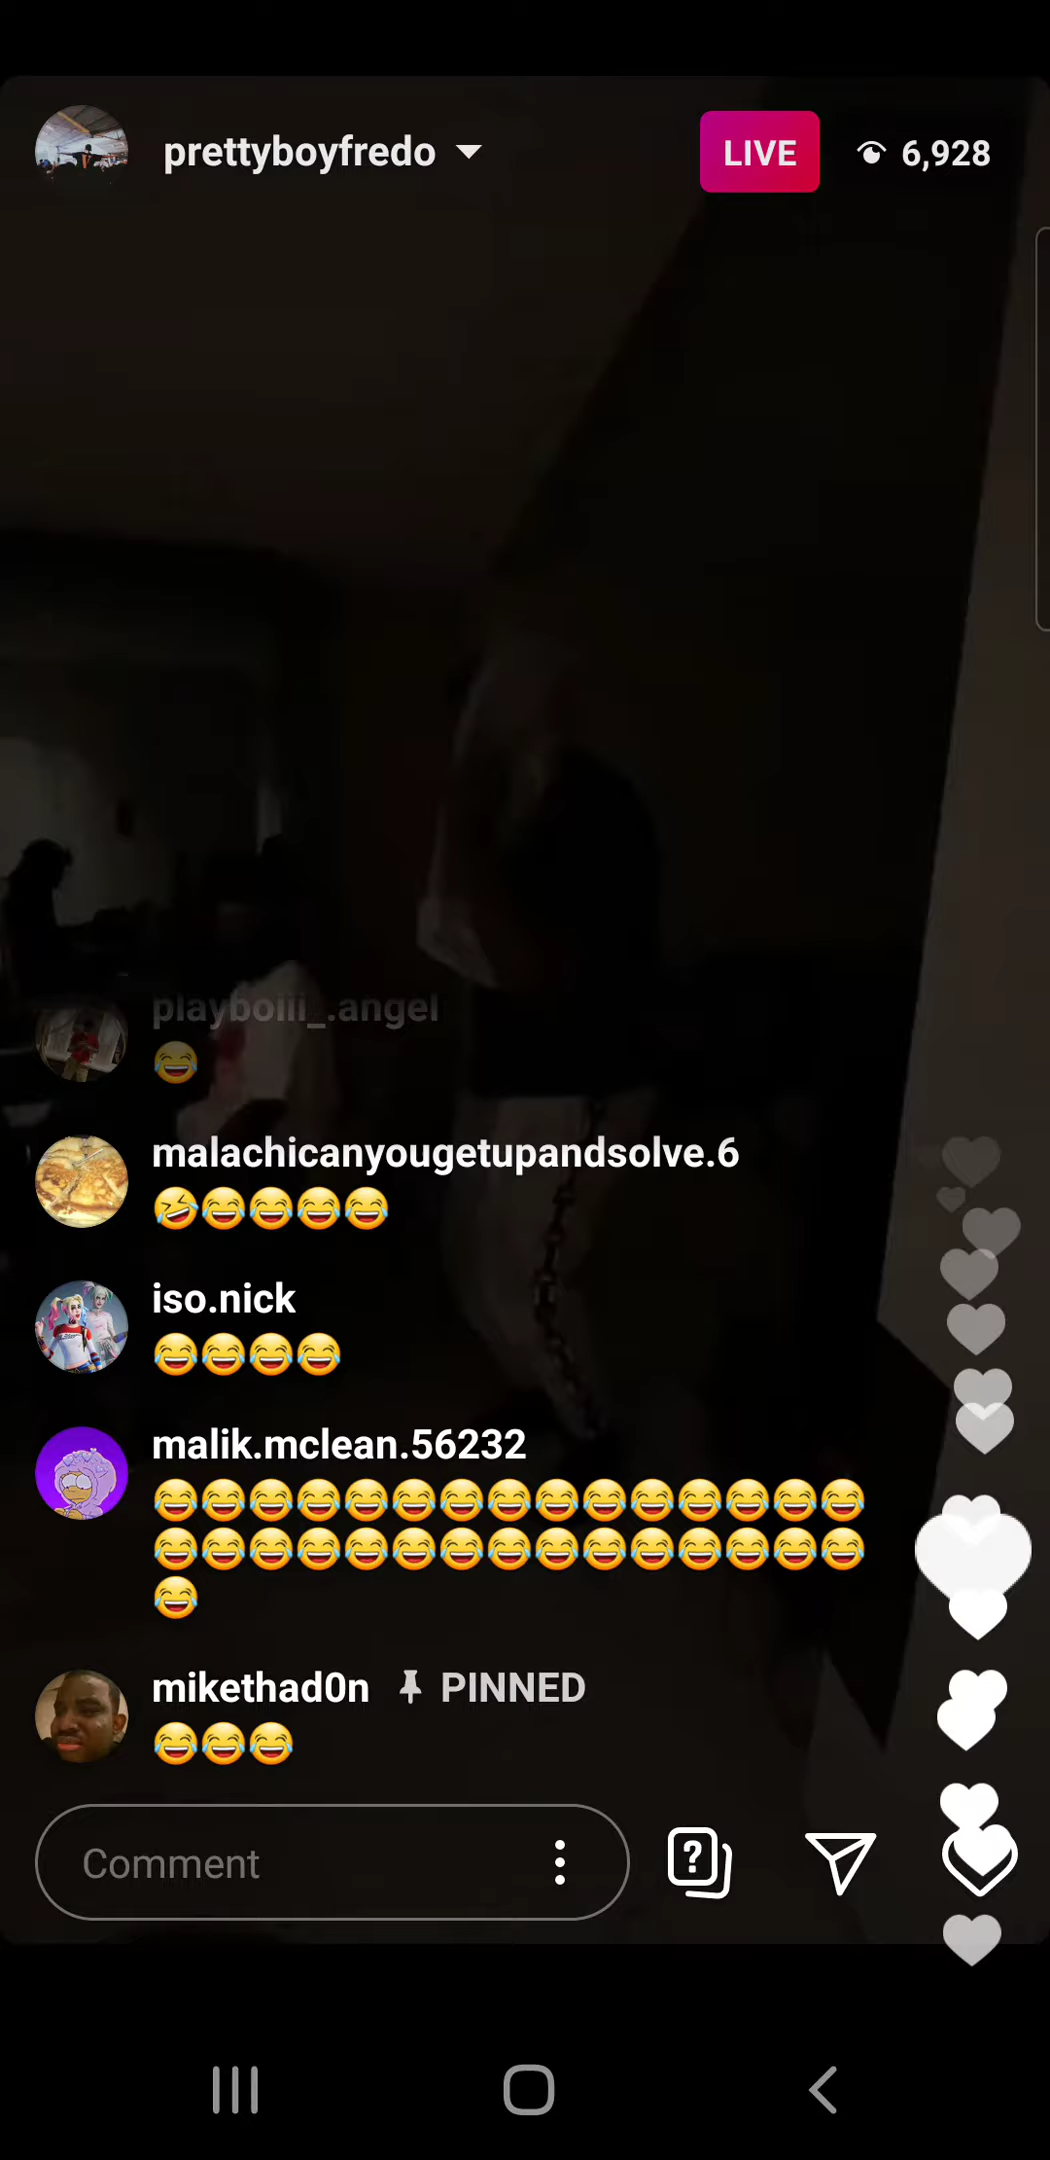 prettyboyfredo
LIVE 6,928
playboiii_.angel
😂
malachicanyougetupandsolve.6
🤣😂😂😂😂
iso.nick
😂😂😂😂
malik.mclean.56232
😂😂😂😂😂😂😂😂😂😂😂😂😂😂😂
😂😂😂😂😂😂😂😂😂😂😂😂😂😂😂
😂
mikethad0n PINNED
😂😂😂
Comment